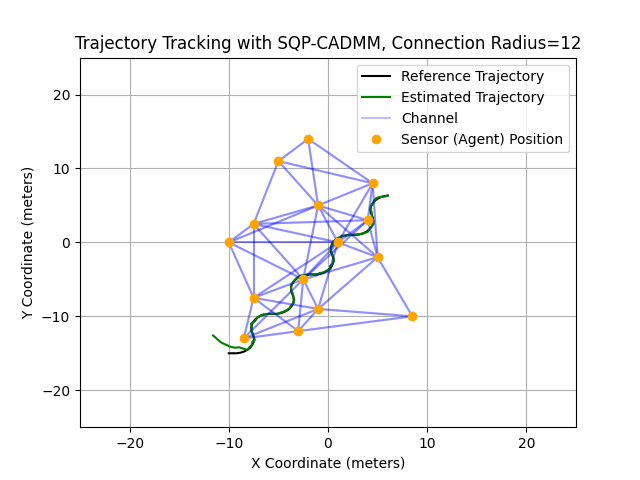 Trajectory Tracking with SQP-CADMM, Connection Radius=12
Reference Trajectory
Estimated Trajectory
Channel
Sensor (Agent) Position
Y Coordinate (meters)
20
10
0
−10
−20
−20
−10
0
10
20
X Coordinate (meters)